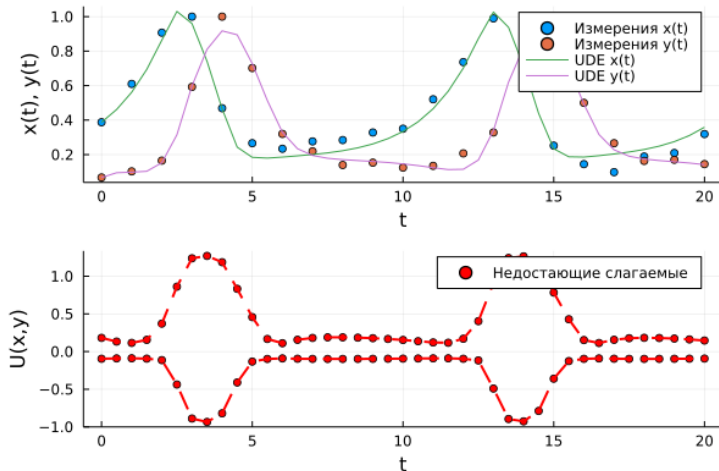 1.0
0.8
0.6
0.4
0.2
x(t), y(t)
Измерения x(t)
Измерения y(t)
UDE x(t)
UDE y(t)
0 5 10 15 20
t
1.0
0.5
0.0
−0.5
−1.0
U(x,y)
Недостающие слагаемые
0 5 10 15 20
t